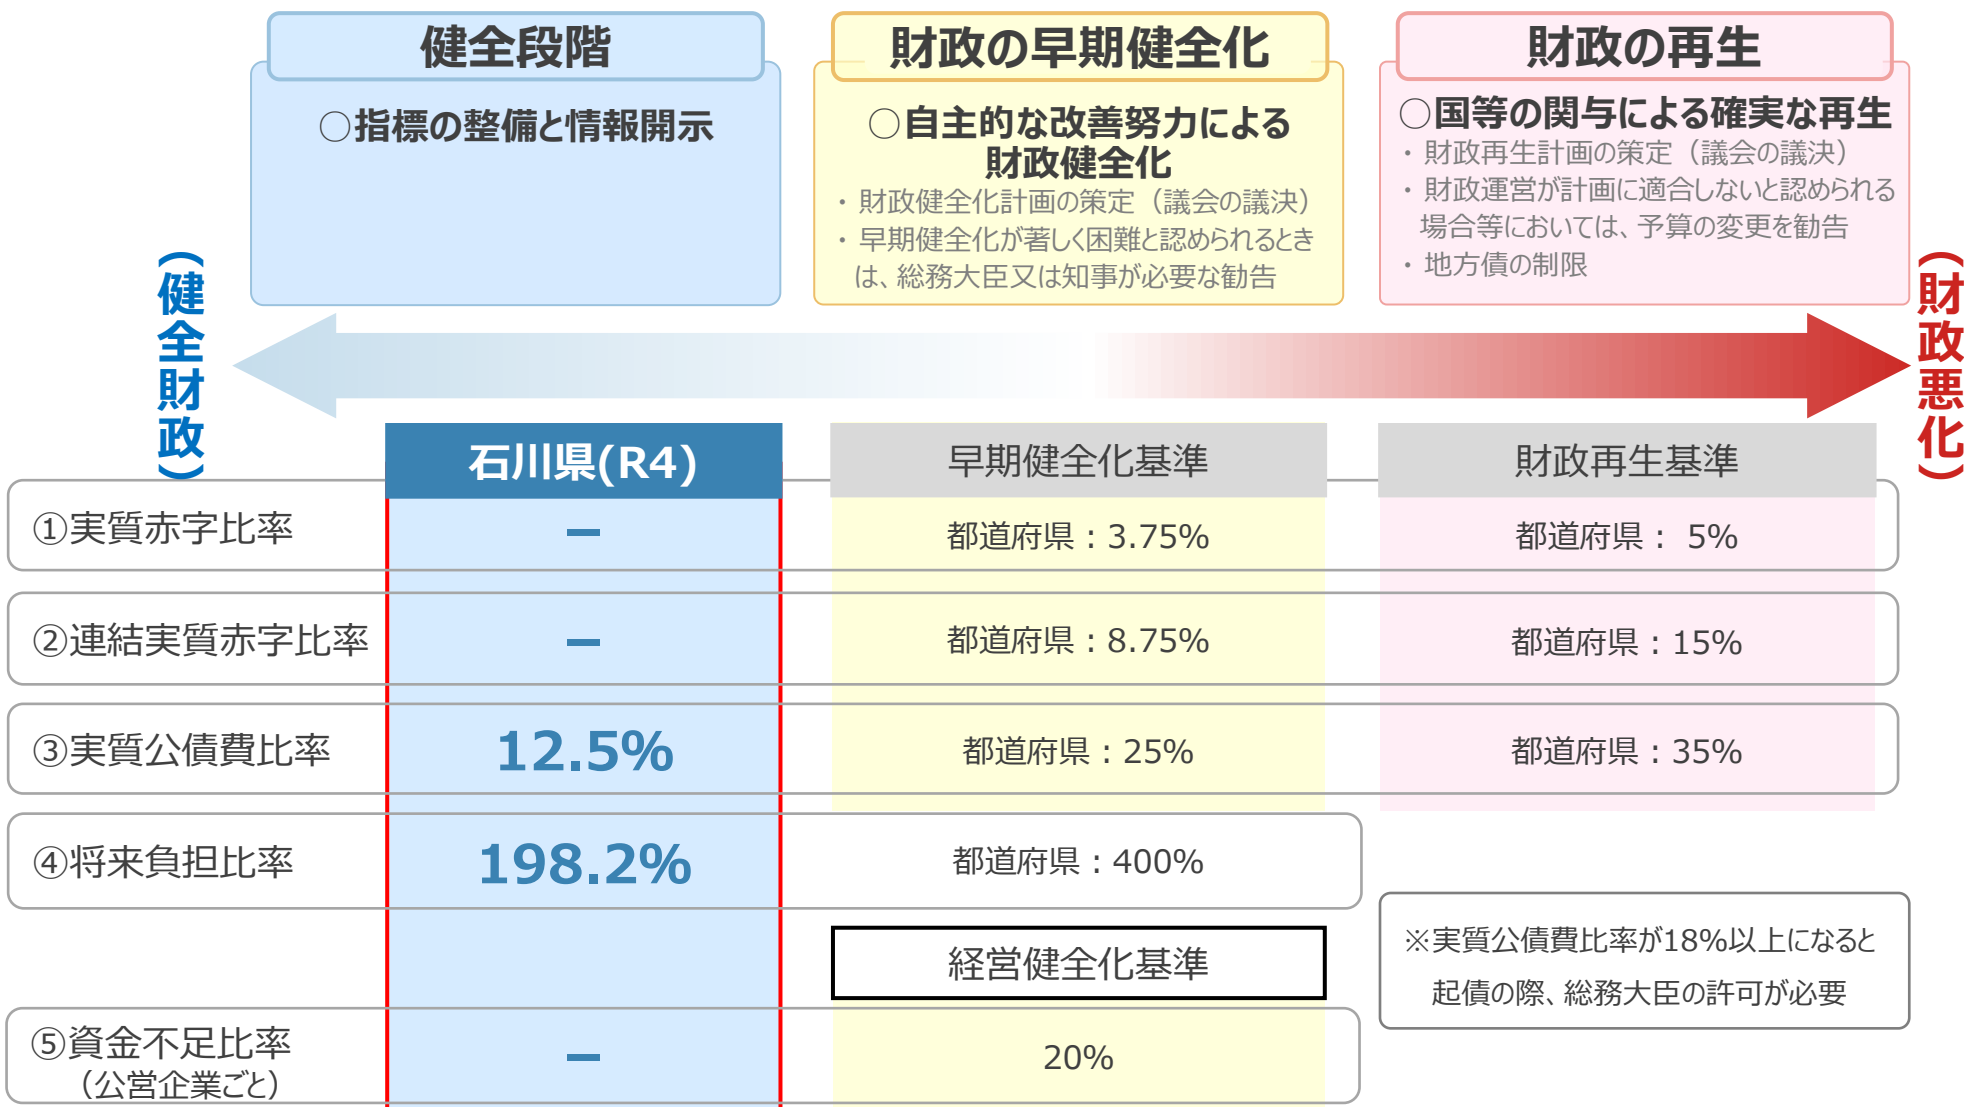 健全段階
○指標の整備と情報開示
財政の早期健全化
○自主的な改善努力による
財政健全化
・財政健全化計画の策定（議会の議決）
・早期健全化が著しく困難と認められるとき
は、総務大臣又は知事が必要な勧告
財政の再生
○国等の関与による確実な再生
・財政再生計画の策定（議会の議決）
・財政運営が計画に適合しないと認められる
場合等においては、予算の変更を勧告
・地方債の制限
（健全財政）
（財政悪化）
石川県(R4)
早期健全化基準
財政再生基準
①実質赤字比率
－
都道府県：3.75%
都道府県： 5%
②連結実質赤字比率
－
都道府県：8.75%
都道府県：15%
③実質公債費比率
12.5%
都道府県：25%
都道府県：35%
④将来負担比率
198.2%
都道府県：400%
経営健全化基準
※実質公債費比率が18%以上になると
起債の際、総務大臣の許可が必要
⑤資金不足比率
（公営企業ごと）
－
20%